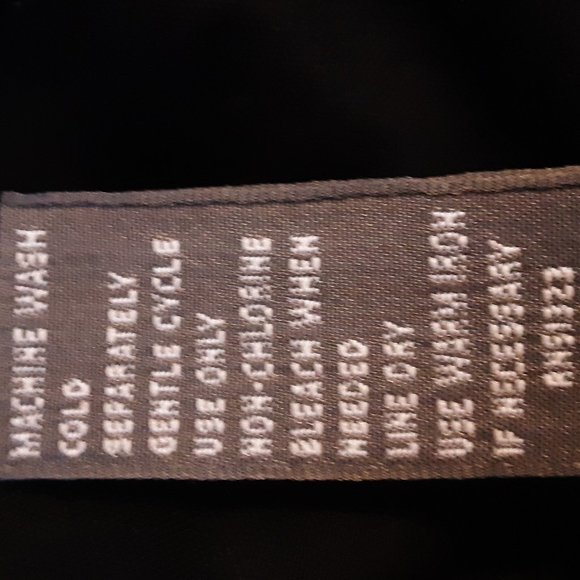 MACHINE WASH
COLD
SEPARATELY
GENTLE CYCLE
USE ONLY
NON-CHLORINE
BLEACH WHEN
NEEDED
LINE DRY
USE WARM IRON
IF NECESSARY
RN51323